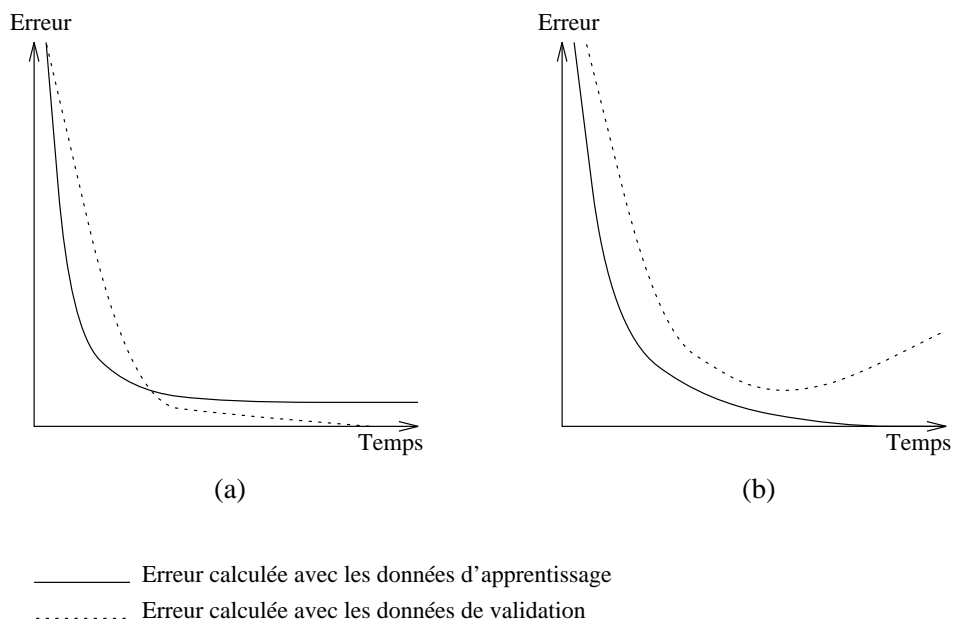 Erreur
Erreur
Temps
Temps
(a)
(b)
Erreur calculée avec les données d'apprentissage
Erreur calculée avec les données de validation